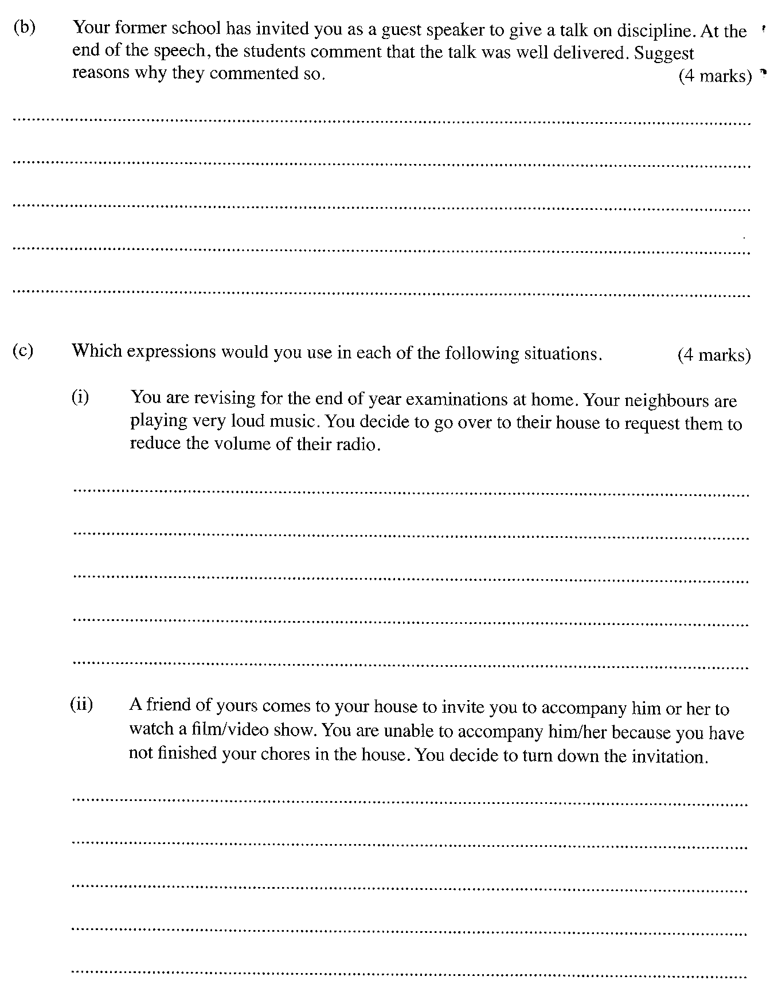 (b) Your former school has invited you as a guest speaker to give a talk on discipline. At the
end of the speech, the students comment that the talk was well delivered. Suggest
reasons why they commented so. (4 marks)
(c) Which expressions would you use in each of the following situations. (4 marks)
(i) You are revising for the end of year examinations at home. Your neighbours are
playing very loud music. You decide to go over to their house to request them to
reduce the volume of their radio.
(ii) A friend of yours comes to your house to invite you to accompany him or her to
watch a film/video show. You are unable to accompany him/her because you have
not finished your chores in the house. You decide to turn down the invitation.